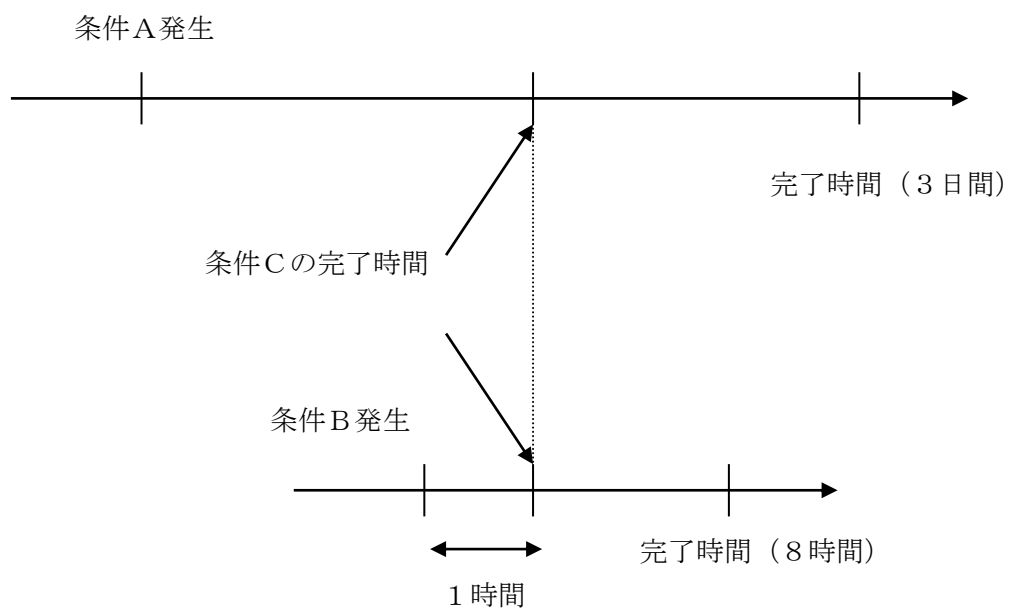 条件Ａ発生
完了時間（３日間）
条件Ｃの完了時間
条件Ｂ発生
完了時間（８時間）
１時間